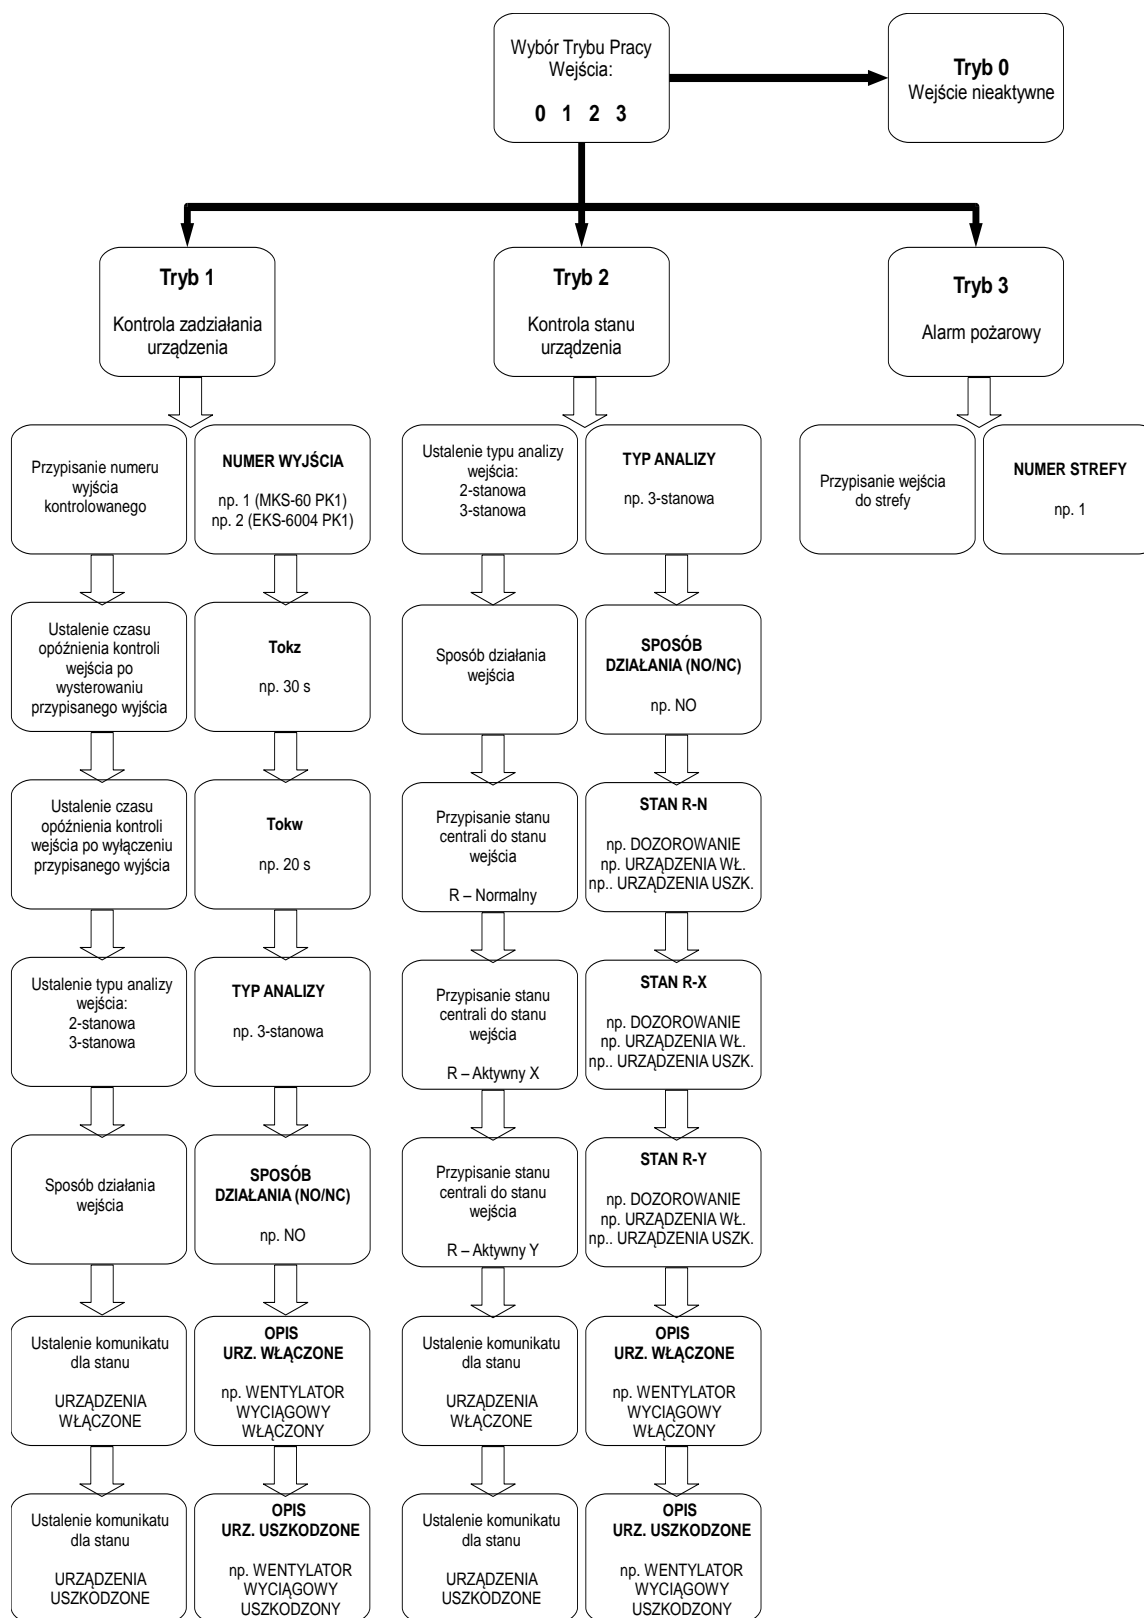 Wybór Trybu Pracy
Wejścia:
0 1 2 3
Tryb 0
Wejście nieaktywne
Tryb 1
Kontrola zadziałania
urządzenia
Tryb 2
Kontrola stanu
urządzenia
Tryb 3
Alarm pożarowy
Przypisanie numeru
wyjścia
kontrolowanego
NUMER WYJŚCIA
np. 1 (MKS-60 PK1)
np. 2 (EKS-6004 PK1)
Ustalenie czasu
opóźnienia kontroli
wejścia po
wysterowaniu
przypisanego wyjścia
Tokz
np. 30 s
Ustalenie czasu
opóźnienia kontroli
wejścia po wyłączeniu
przypisanego wyjścia
Tokw
np. 20 s
Ustalenie typu analizy
wejścia:
2-stanowa
3-stanowa
TYP ANALIZY
np. 3-stanowa
Sposób działania
wejścia
SPOSÓB
DZIAŁANIA (NO/NC)
np. NO
Ustalenie komunikatu
dla stanu
URZĄDZENIA
WŁĄCZONE
OPIS
URZ. WŁĄCZONE
np. WENTYLATOR
WYCIĄGOWY
WŁĄCZONY
Ustalenie komunikatu
dla stanu
URZĄDZENIA
USZKODZONE
OPIS
URZ. USZKODZONE
np. WENTYLATOR
WYCIĄGOWY
USZKODZONY
Ustalenie typu analizy
wejścia:
2-stanowa
3-stanowa
TYP ANALIZY
np. 3-stanowa
Sposób działania
wejścia
SPOSÓB
DZIAŁANIA (NO/NC)
np. NO
Przypisanie stanu
centrali do stanu
wejścia
R – Normalny
STAN R-N
np. DOZOROWANIE
np. URZĄDZENIA WŁ.
np.. URZĄDZENIA USZK.
Przypisanie stanu
centrali do stanu
wejścia
R – Aktywny X
STAN R-X
np. DOZOROWANIE
np. URZĄDZENIA WŁ.
np.. URZĄDZENIA USZK.
Przypisanie stanu
centrali do stanu
wejścia
R – Aktywny Y
STAN R-Y
np. DOZOROWANIE
np. URZĄDZENIA WŁ.
np.. URZĄDZENIA USZK.
Ustalenie komunikatu
dla stanu
URZĄDZENIA
WŁĄCZONE
OPIS
URZ. WŁĄCZONE
np. WENTYLATOR
WYCIĄGOWY
WŁĄCZONY
Ustalenie komunikatu
dla stanu
URZĄDZENIA
USZKODZONE
OPIS
URZ. USZKODZONE
np. WENTYLATOR
WYCIĄGOWY
USZKODZONY
Przypisanie wejścia
do strefy
NUMER STREFY
np. 1